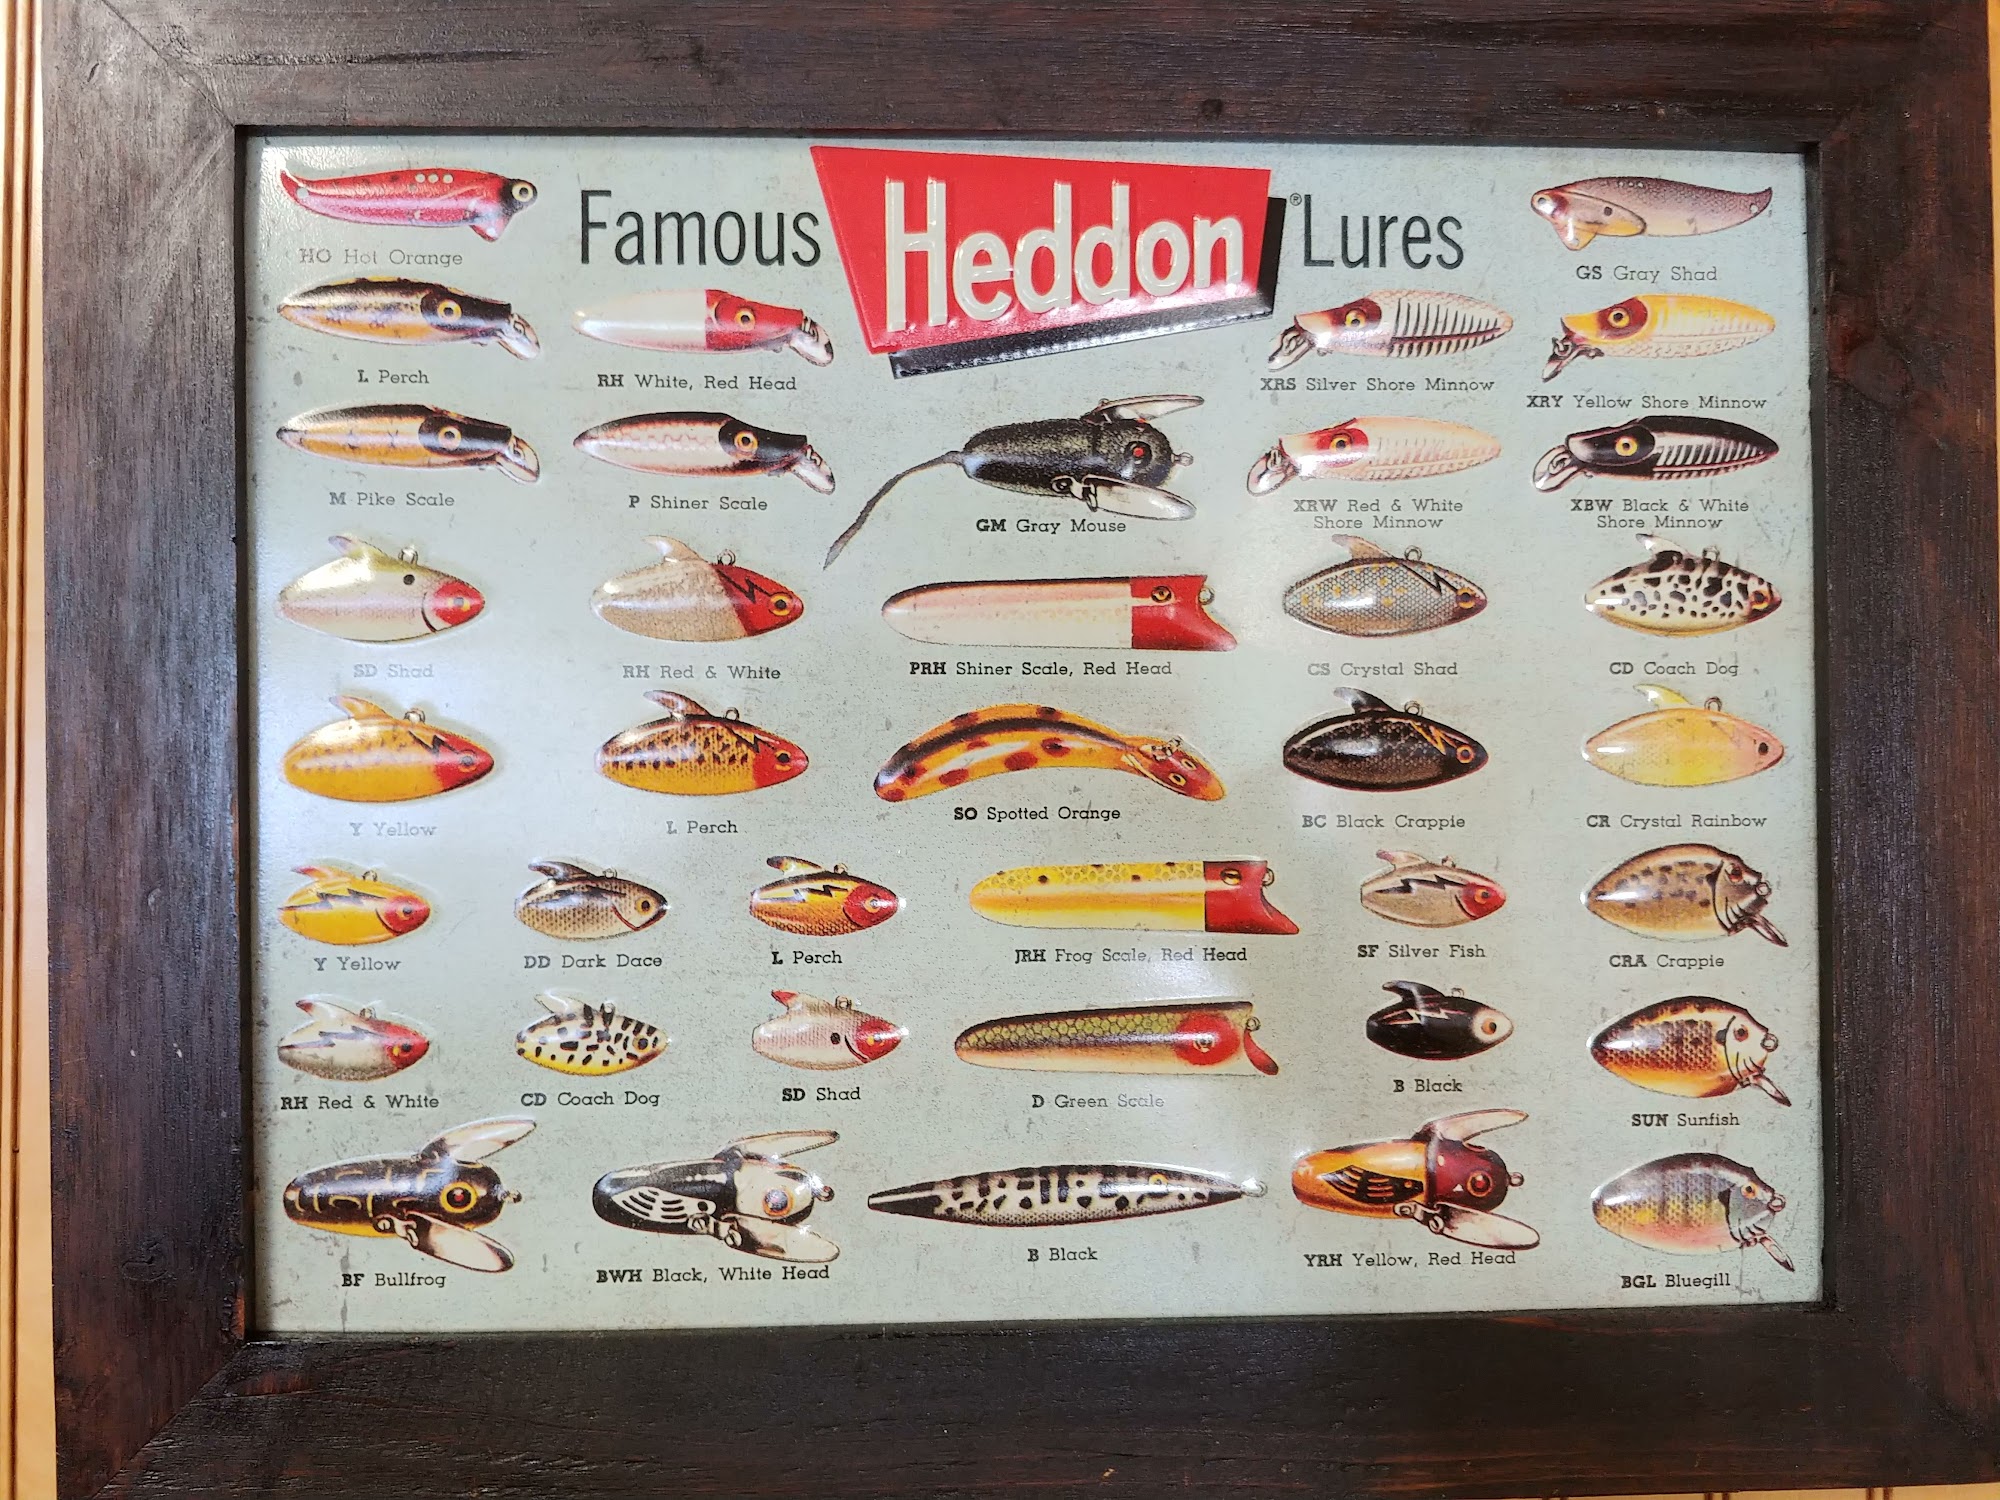 Famous Heddon® Lures
HO Hot Orange
GS Gray Shad
L Perch
RH White, Red Head
XRS Silver Shore Minnow
XRY Yellow Shore Minnow
M Pike Scale
P Shiner Scale
GM Gray Mouse
XRW Red & White
Shore Minnow
XBW Black & White
Shore Minnow
SD Shad
RH Red & White
PRH Shiner Scale, Red Head
CS Crystal Shad
CD Coach Dog
Y Yellow
L Perch
SO Spotted Orange
BC Black Crappie
CR Crystal Rainbow
Y Yellow
DD Dark Dace
L Perch
JRH Frog Scale, Red Head
SF Silver Fish
CRA Crappie
RH Red & White
CD Coach Dog
SD Shad
D Green Scale
B Black
SUN Sunfish
BF Bullfrog
BWH Black, White Head
B Black
YRH Yellow, Red Head
BGL Bluegill